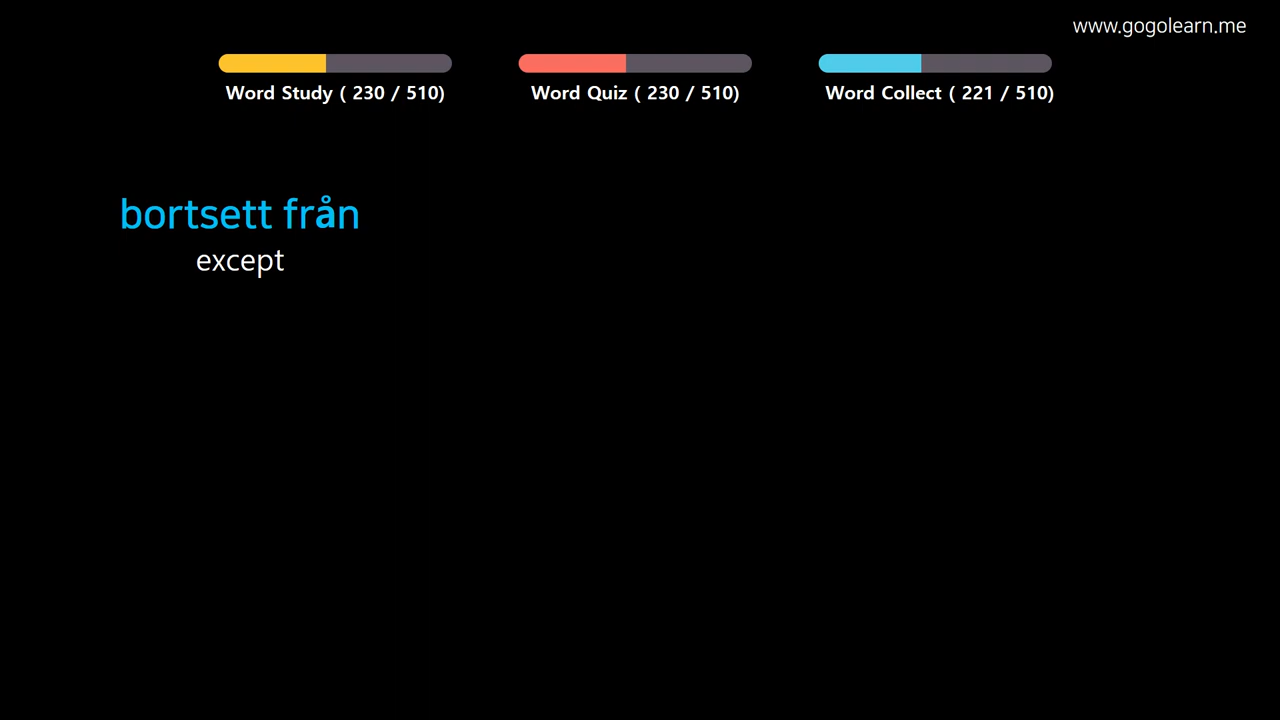 www.gogolearn.me
Word Study ( 230 / 510)
Word Quiz ( 230 / 510)
Word Collect ( 221 / 510)
bortsett från
except